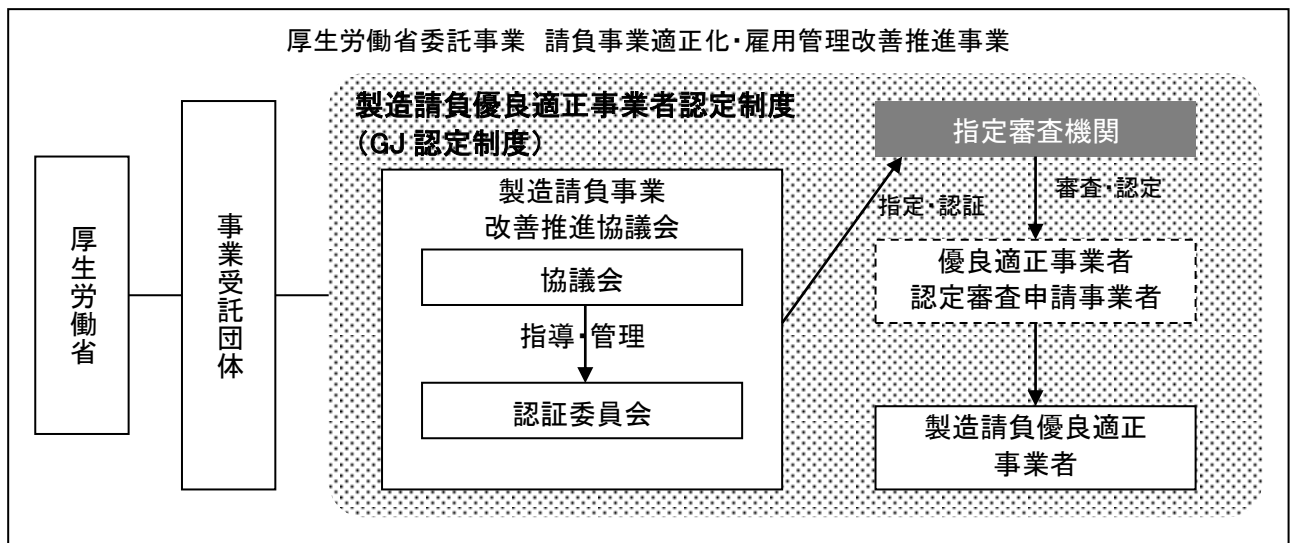 厚生労働省委託事業 請負事業適正化・雇用管理改善推進事業
厚生労働省
事業受託団体
製造請負優良適正事業者認定制度
(GJ 認定制度)
製造請負事業
改善推進協議会
協議会
指導・管理
認証委員会
指定・認証
指定審査機関
審査・認定
優良適正事業者
認定審査申請事業者
製造請負優良適正
事業者